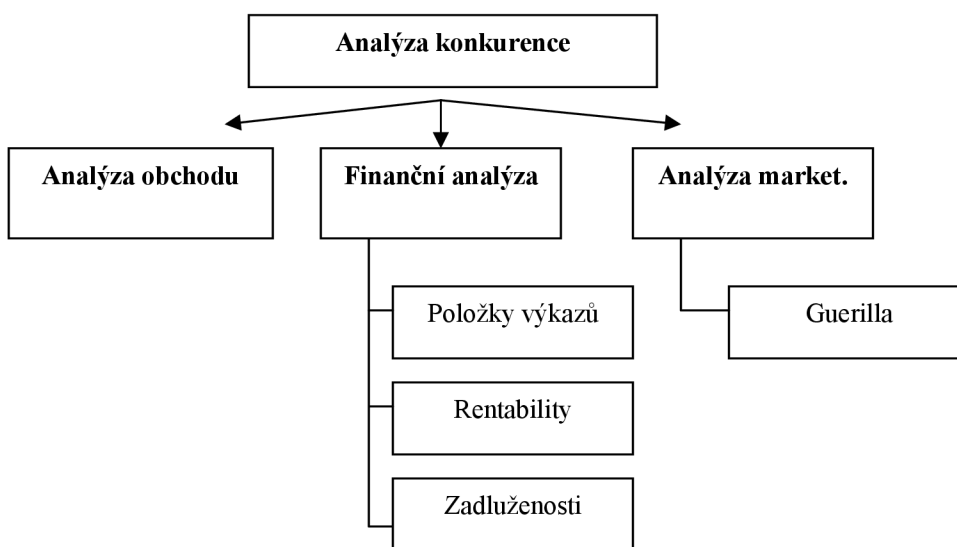 Analýza konkurence
Analýza obchodu
Finanční analýza
Analýza market.
Položky výkazů
Guerilla
Rentability
Zadluženosti